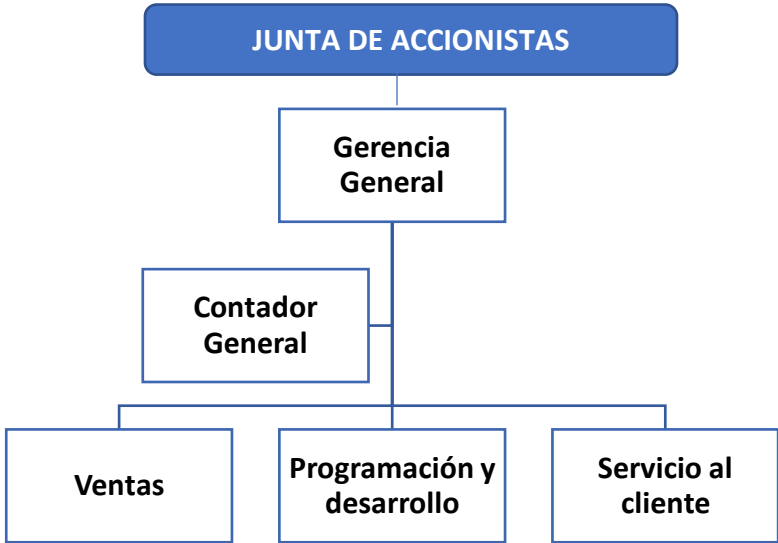 JUNTA DE ACCIONISTAS
Gerencia
General
Contador
General
Ventas
Programación y
desarrollo
Servicio al
cliente